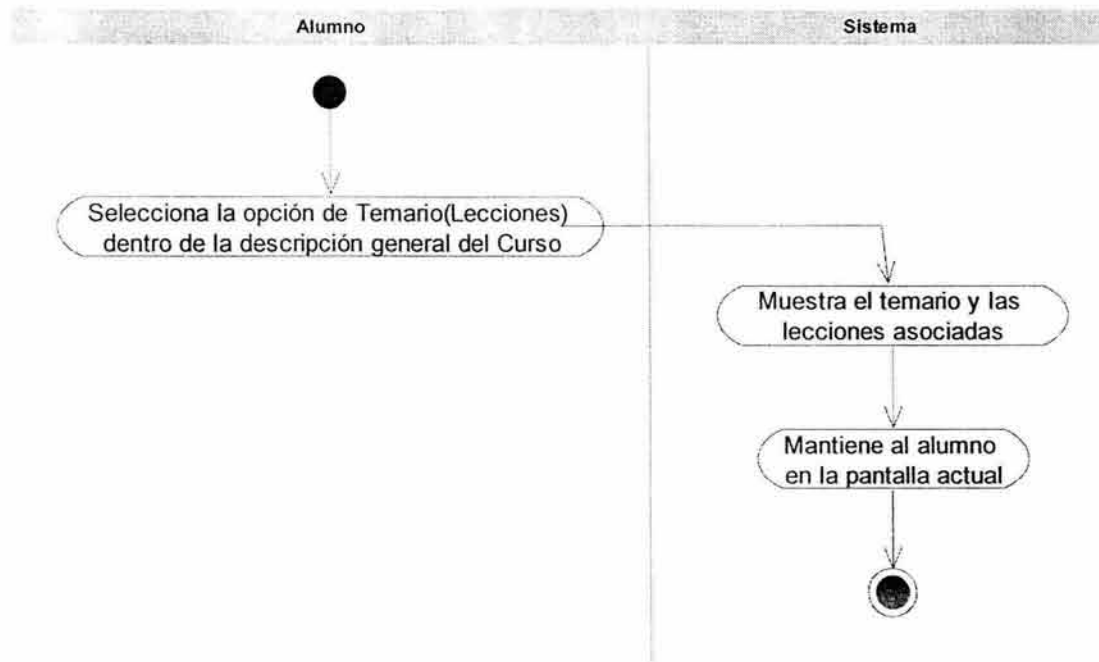 Alumno
Sistema
Selecciona la opción de Temario(Lecciones)
dentro de la descripción general del Curso
Muestra el temario y las
lecciones asociadas
Mantiene al alumno
en la pantalla actual